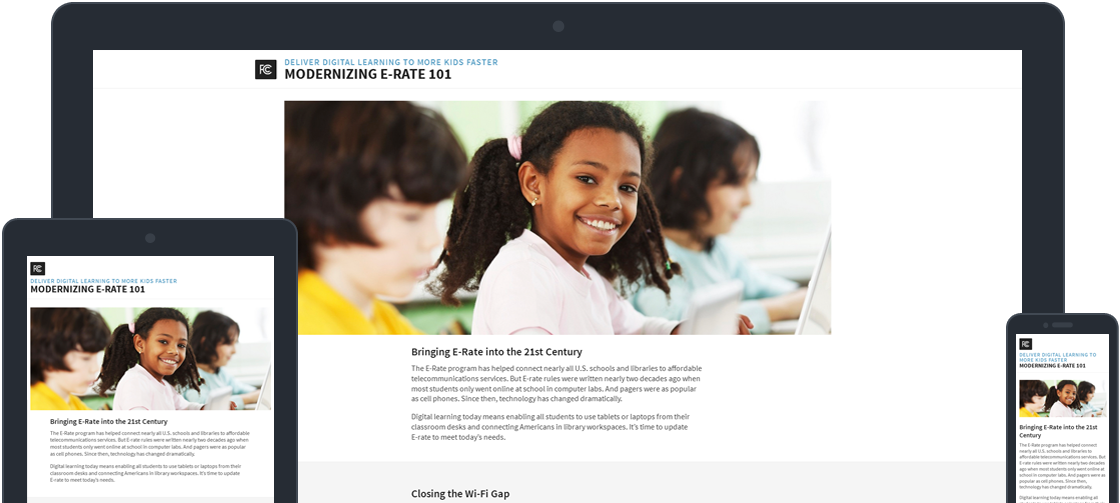 FCC
DELIVER DIGITAL LEARNING TO MORE KIDS FASTER
MODERNIZING E-RATE 101
Bringing E-Rate into the 21st Century
The E-Rate program has helped connect nearly all U.S. schools and libraries to affordable
telecommunications services. But E-rate rules were written nearly two decades ago when
most students only went online at school in computer labs. And pagers were as popular
as cell phones. Since then, technology has changed dramatically.
Digital learning today means enabling all students to use tablets or laptops from their
classroom desks and connecting Americans in library workspaces. It's time to update
E-rate to meet today's needs.
Closing the Wi-Fi Gap
FCC
DELIVER DIGITAL LEARNING TO MORE KIDS FASTER
MODERNIZING E-RATE 101
Bringing E-Rate into the 21st Century
The E-Rate program has helped connect nearly all U.S. schools and libraries to affordable
telecommunications services. But E-rate rules were written nearly two decades ago when
most students only went online at school in computer labs. And pagers were as popular
as cell phones. Since then, technology has changed dramatically.
Digital learning today means enabling all students to use tablets or laptops from their
classroom desks and connecting Americans in library workspaces. It's time to update
E-rate to meet today's needs.
FCC
DELIVER DIGITAL LEARNING TO
MORE KIDS FASTER
MODERNIZING E-RATE 101
Bringing E-Rate into the 21st
Century
The E-Rate program has helped connect
nearly all U.S. schools and libraries to
affordable telecommunications services. But
E-rate rules were written nearly two decades
ago when most students only went online at
school in computer labs. And pagers were as
popular as cell phones. Since then,
technology has changed dramatically.
Digital learning today means enabling all